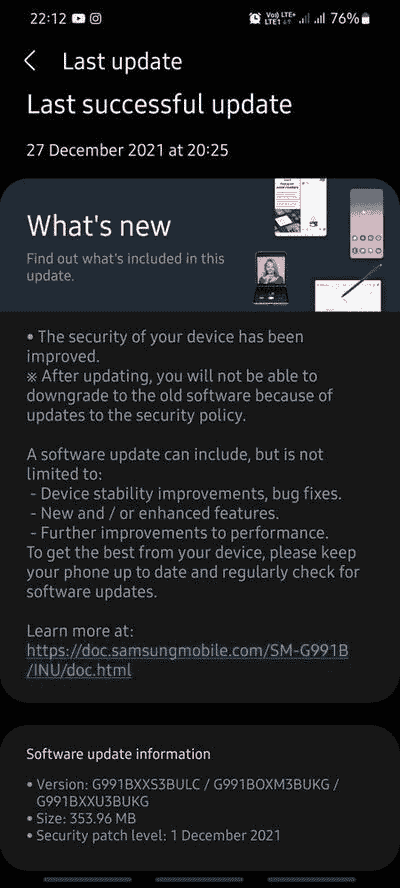 22:12
Vo)) LTE+
LTE1
76%
Last update
Last successful update
27 December 2021 at 20:25
What's new
Find out what's included in this
update.
• The security of your device has been
improved.
※ After updating, you will not be able to
downgrade to the old software because of
updates to the security policy.
A software update can include, but is not
limited to:
- Device stability improvements, bug fixes.
- New and / or enhanced features.
- Further improvements to performance.
To get the best from your device, please keep
your phone up to date and regularly check for
software updates.
Learn more at:
https://doc.samsungmobile.com/SM-G991B
/INU/doc.html
Software update information
• Version: G991BXXS3BULC / G991BOXM3BUKG /
G991BXXU3BUKG
• Size: 353.96 MB
• Security patch level: 1 December 2021